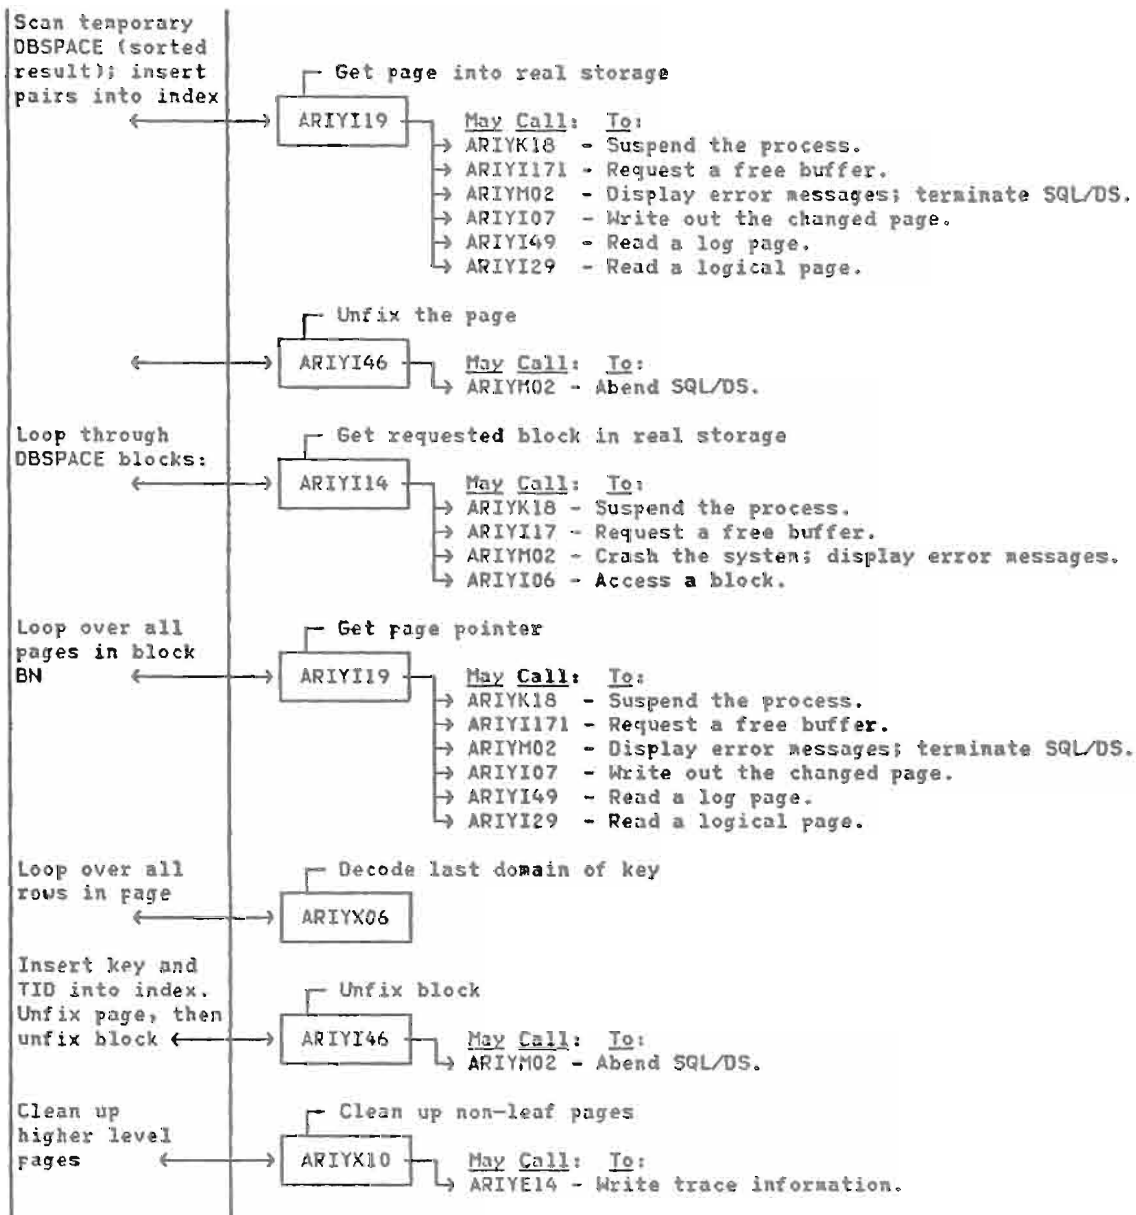 Scan temporary
DBSPACE (sorted
result); insert
pairs into index
Get page into real storage
ARIYI19
May Call: To:
ARIYK18 - Suspend the process.
ARIYI171 - Request a free buffer.
ARIYM02 - Display error messages; terminate SQL/DS.
ARIYI07 - Write out the changed page.
ARIYI49 - Read a log page.
ARIYI29 - Read a logical page.
Unfix the page
ARIYI46
May Call: To:
ARIYM02 - Abend SQL/DS.
Loop through
DBSPACE blocks:
Get requested block in real storage
ARIYI14
May Call: To:
ARIYK18 - Suspend the process.
ARIYI17 - Request a free buffer.
ARIYM02 - Crash the system; display error messages.
ARIYI06 - Access a block.
Loop over all
pages in block
BN
Get page pointer
ARIYI19
May Call: To:
ARIYK18 - Suspend the process.
ARIYI171 - Request a free buffer.
ARIYM02 - Display error messages; terminate SQL/DS.
ARIYI07 - Write out the changed page.
ARIYI49 - Read a log page.
ARIYI29 - Read a logical page.
Loop over all
rows in page
Decode last domain of key
ARIYX06
Insert key and
TID into index.
Unfix page, then
unfix block
Unfix block
ARIYI46
May Call: To:
ARIYM02 - Abend SQL/DS.
Clean up
higher level
pages
Clean up non-leaf pages
ARIYX10
May Call: To:
ARIYE14 - Write trace information.